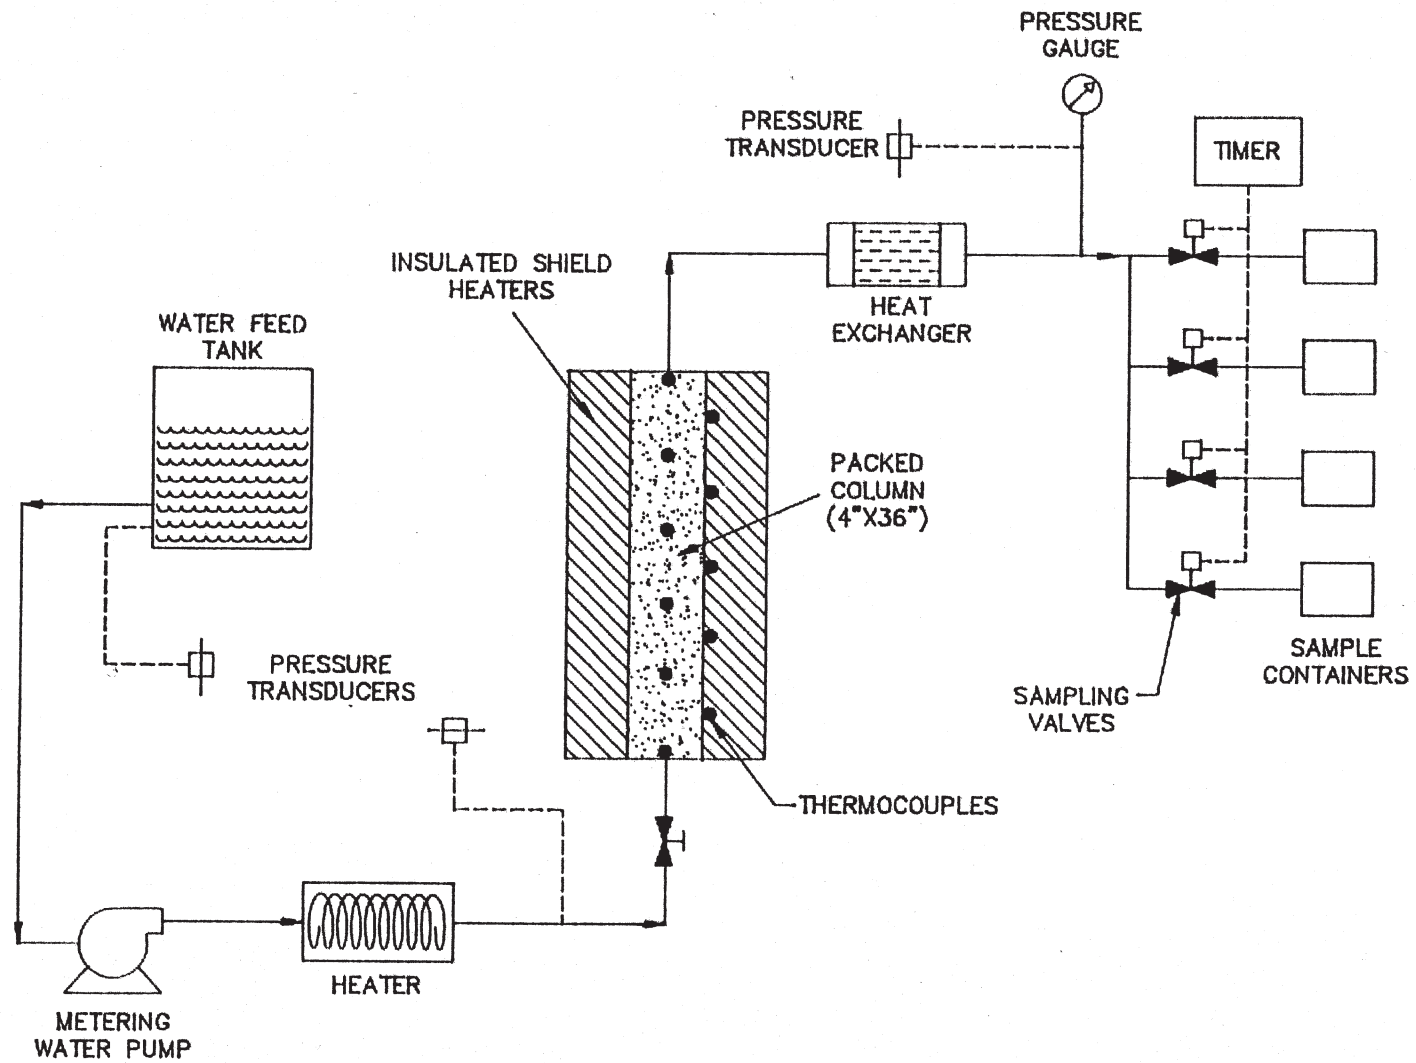 PRESSURE
GAUGE
PRESSURE
TRANSDUCER
TIMER
INSULATED SHIELD
HEATERS
HEAT
EXCHANGER
WATER FEED
TANK
PACKED
COLUMN
(4"X36")
PRESSURE
TRANSDUCERS
SAMPLE
CONTAINERS
SAMPLING
VALVES
THERMOCOUPLES
HEATER
METERING
WATER PUMP